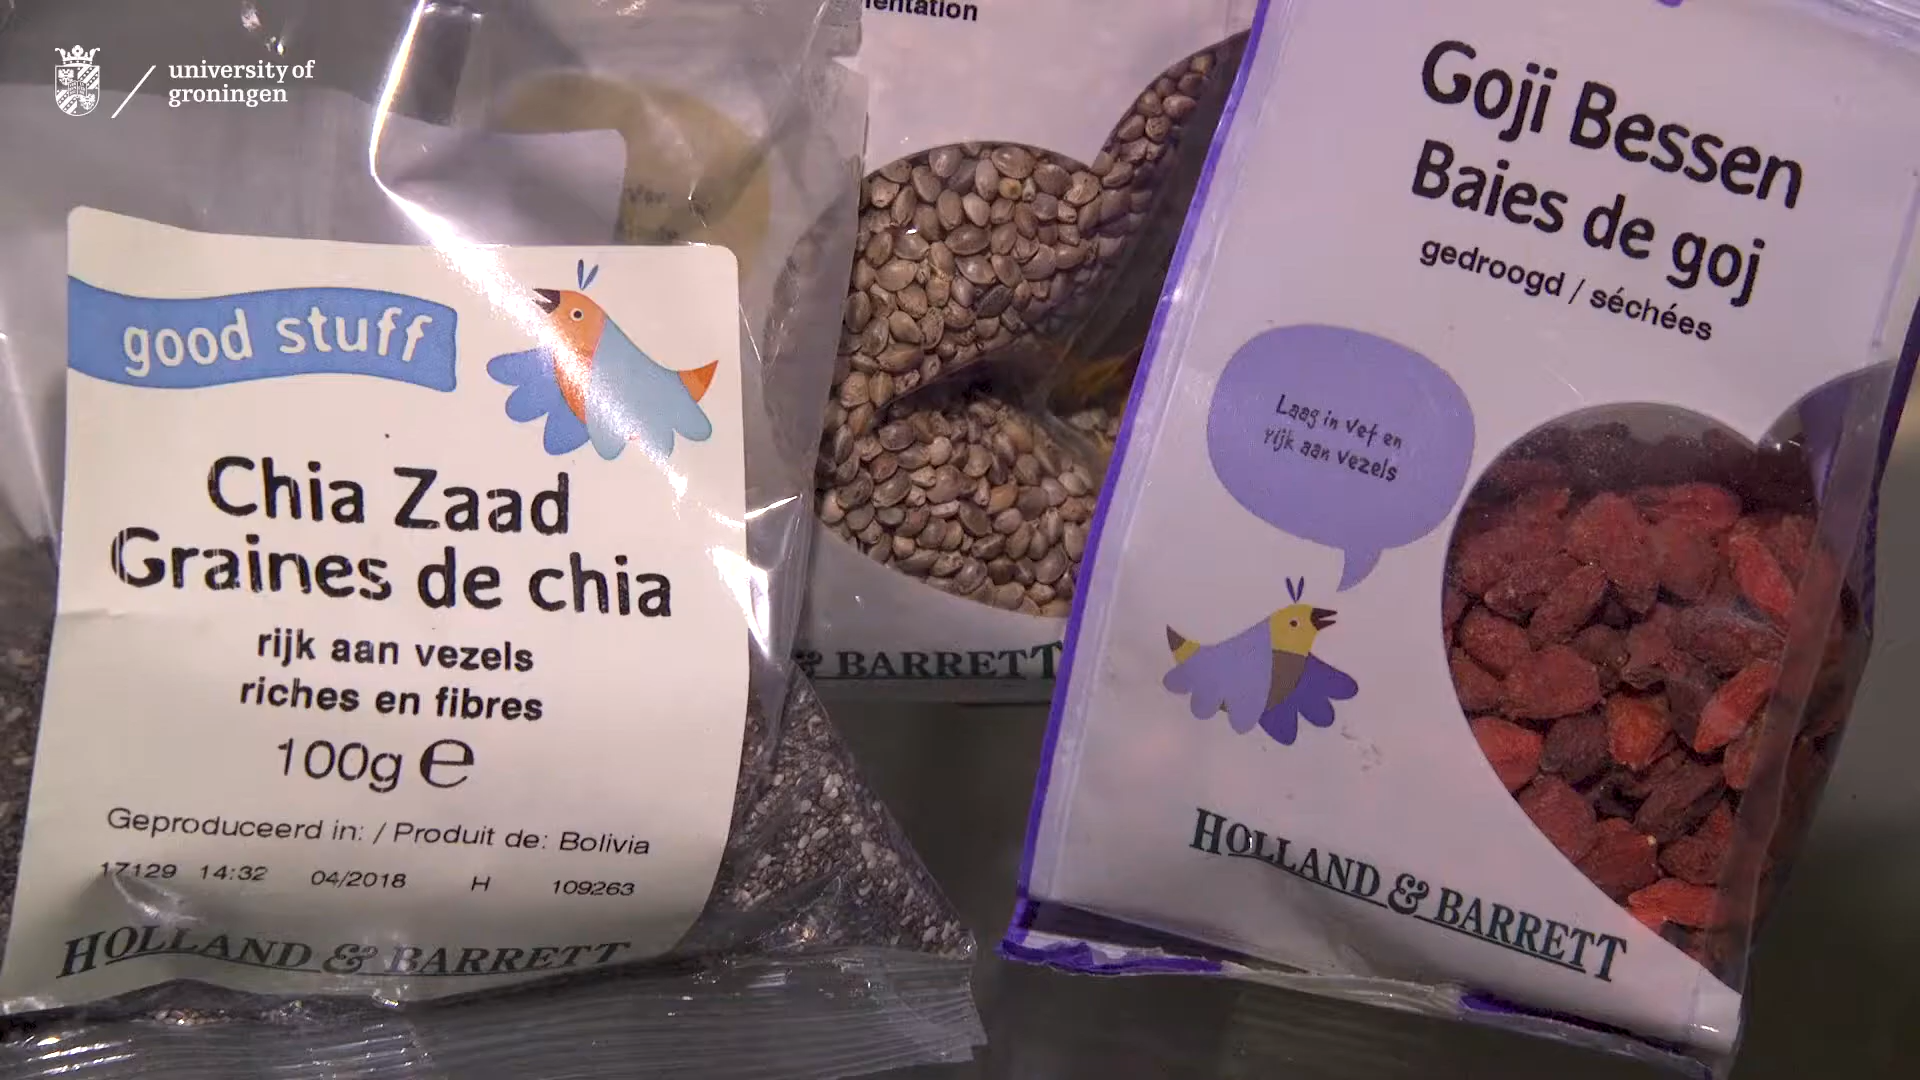 university of
groningen
good stuff
Chia Zaad
Graines de chia
rijk aan vezels
riches en fibres
100g e
Geproduceerd in: / Produit de: Bolivia
17129 14:32 04/2018 H 109263
HOLLAND & BARRETT
& BARRETT
Goji Bessen
Baies de goj
gedroogd / séchées
Laag in vet en
rijk aan vezels
HOLLAND & BARRETT